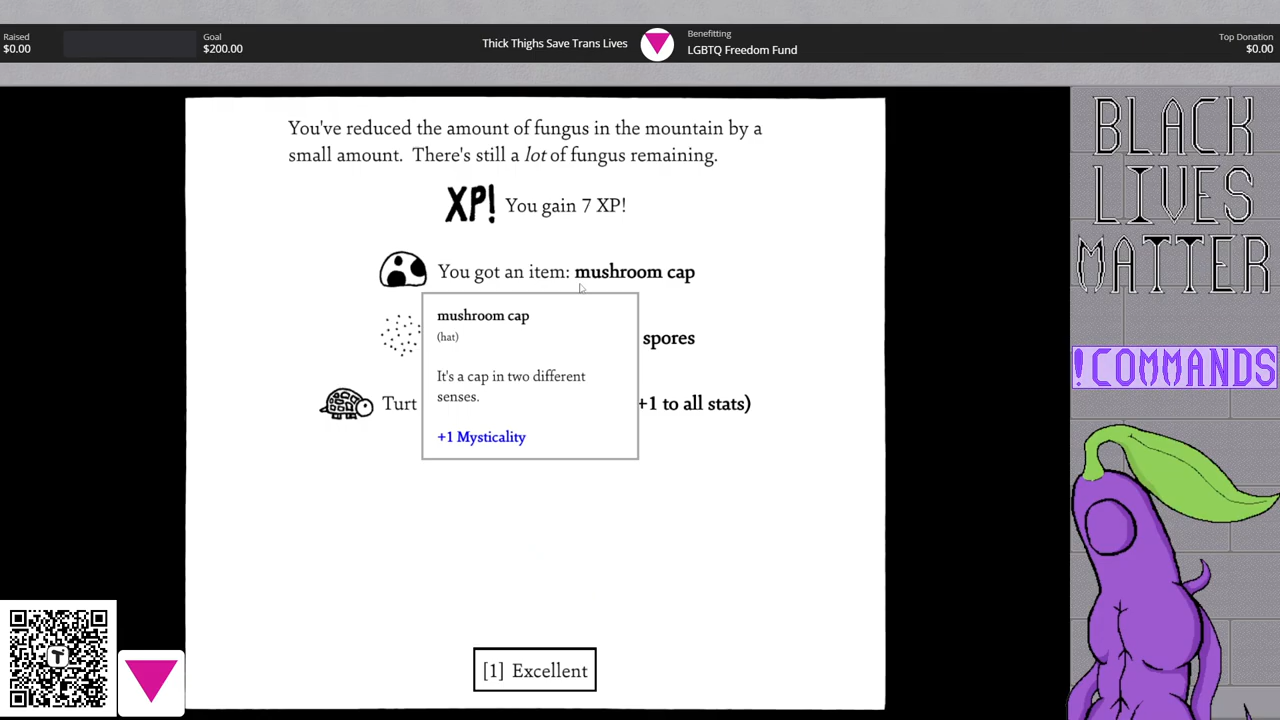 Raised
$0.00
Goal
$200.00
Thick Thighs Save Trans Lives
Benefitting
LGBTQ Freedom Fund
Top Donation
$0.00
You've reduced the amount of fungus in the mountain by a
small amount. There's still a lot of fungus remaining.
XP! You gain 7 XP!
You got an item: mushroom cap
mushroom cap
(hat)
It's a cap in two different
senses.
+1 Mysticality
spores
Turt
+1 to all stats)
[1] Excellent
BLACK
LIVES
MATTER
!COMMANDS
T